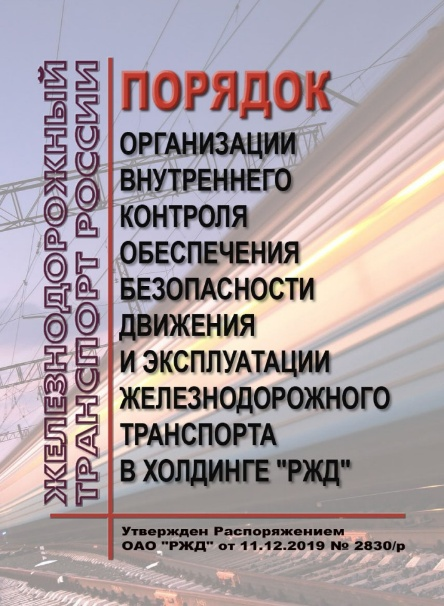 ЖЕЛЕЗНОДОРОЖНЫЙ
ТРАНСПОРТ РОССИИ
ПОРЯДОК
ОРГАНИЗАЦИИ
ВНУТРЕННЕГО
КОНТРОЛЯ
ОБЕСПЕЧЕНИЯ
БЕЗОПАСНОСТИ
ДВИЖЕНИЯ
И ЭКСПЛУАТАЦИИ
ЖЕЛЕЗНОДОРОЖНОГО
ТРАНСПОРТА
В ХОЛДИНГЕ "РЖД"
Утвержден Распоряжением
ОАО "РЖД" от 11.12.2019 № 2830/р